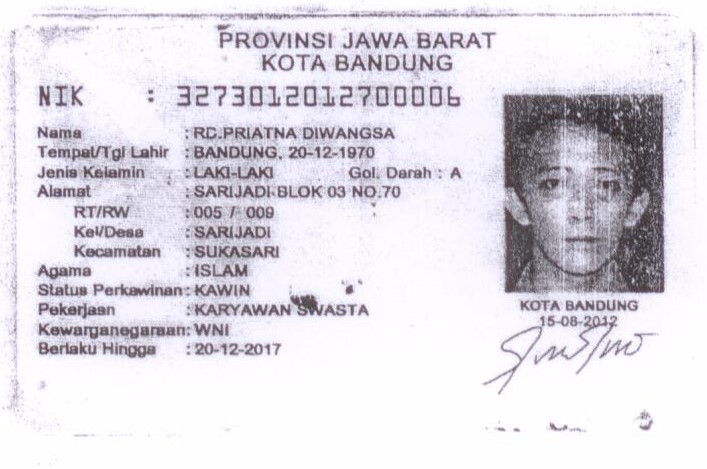 PROVINSI JAWA BARAT
KOTA BANDUNG
NIK : 3273012012700006
Nama : RD.PRIATNA DIWANGSA
Tempat/Tgl Lahir : BANDUNG, 20-12-1970
Jenis Kelamin : LAKI-LAKI Gol. Darah : A
Alamat : SARIJADI BLOK 03 NO.70
RT/RW : 005 / 009
Kel/Desa : SARIJADI
Kecamatan : SUKASARI
Agama : ISLAM
Status Perkawinan: KAWIN
Pekerjaan : KARYAWAN SWASTA
Kewarganegaraan: WNI
Berlaku Hingga : 20-12-2017
KOTA BANDUNG
15-08-2012